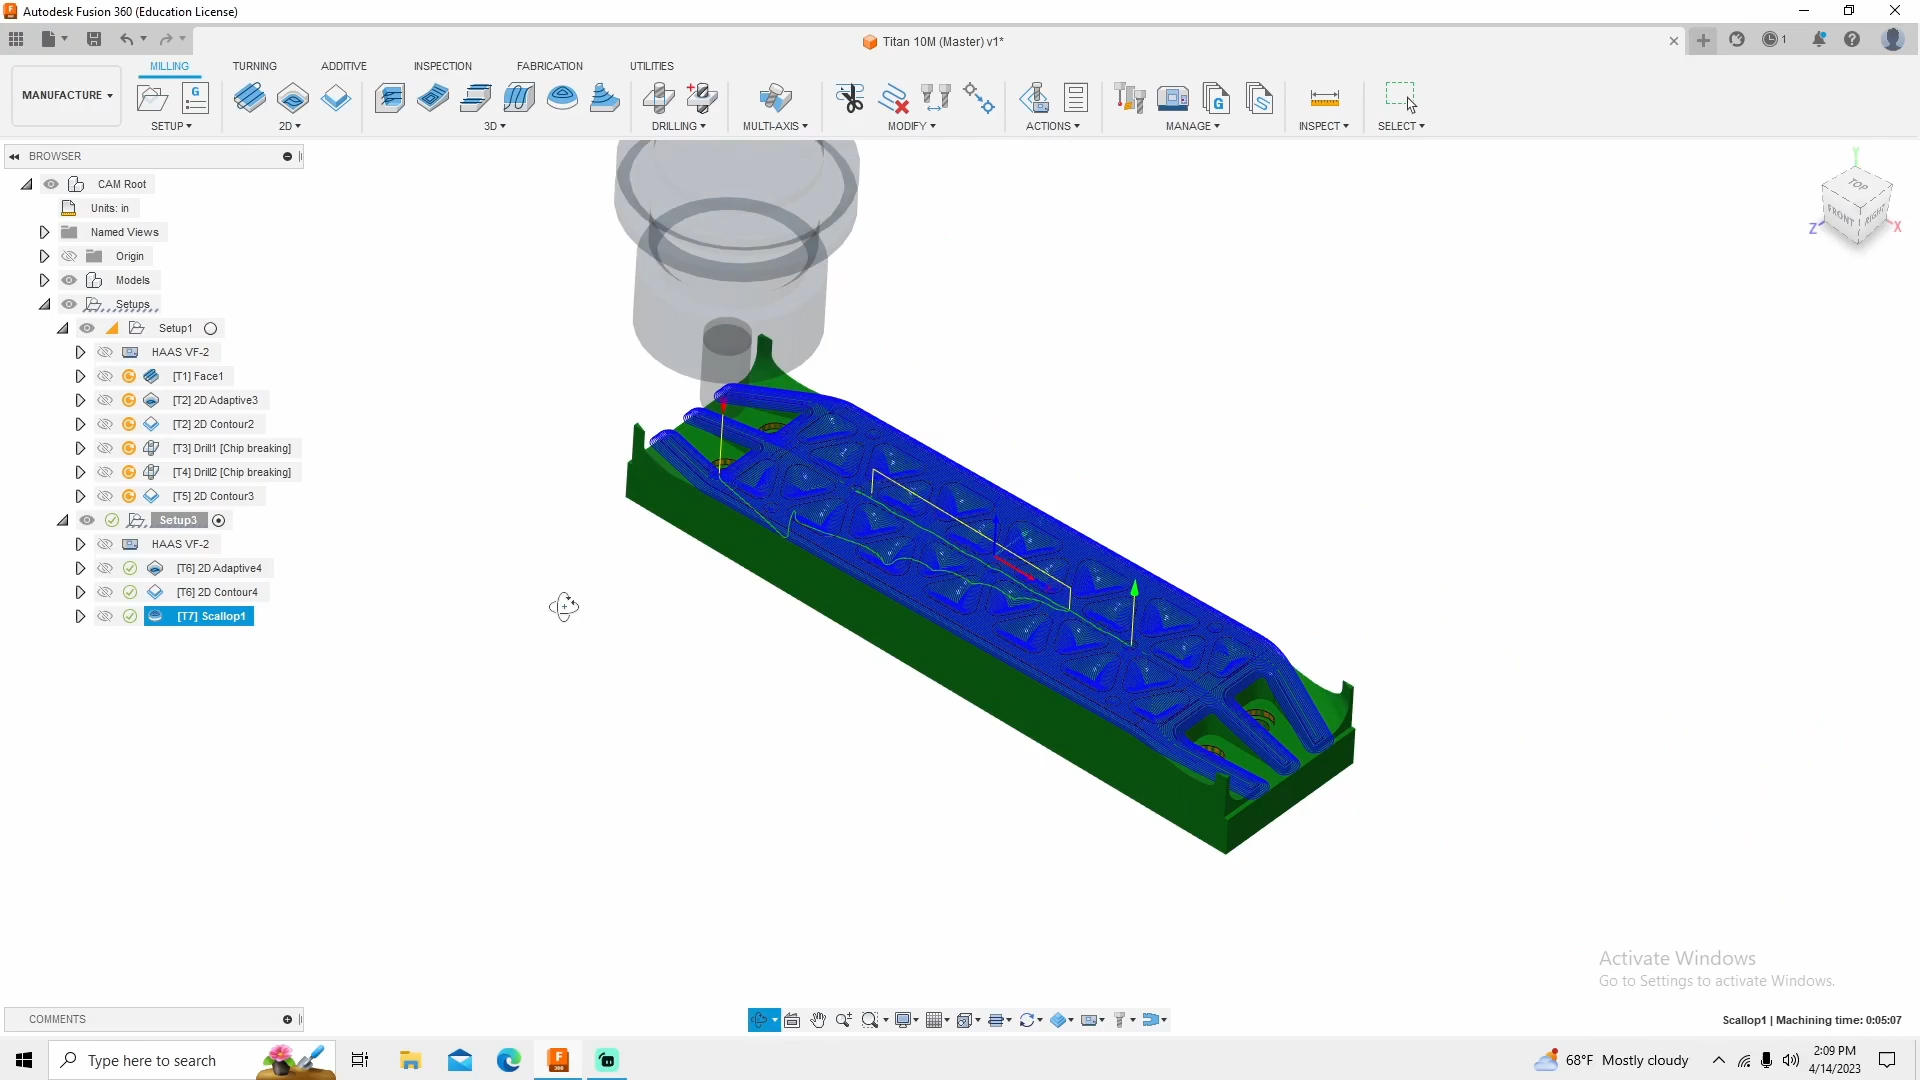 Autodesk Fusion 360 (Education License)
Titan 10M (Master) v1*
1
MANUFACTURE
MILLING
TURNING
ADDITIVE
INSPECTION
FABRICATION
UTILITIES
SETUP
2D
3D
DRILLING
MULTI-AXIS
MODIFY
ACTIONS
MANAGE
INSPECT
SELECT
BROWSER
CAM Root
Units: in
Named Views
Origin
Models
Setups
Setup1
HAAS VF-2
[T1] Face1
[T2] 2D Adaptive3
[T2] 2D Contour2
[T3] Drill1 [Chip breaking]
[T4] Drill2 [Chip breaking]
[T5] 2D Contour3
Setup3
HAAS VF-2
[T6] 2D Adaptive4
[T6] 2D Contour4
[T7] Scallop1
Y
TOP
FRONT
RIGHT
Z
X
Activate Windows
Go to Settings to activate Windows.
COMMENTS
Scallop1 | Machining time: 0:05:07
Type here to search
68°F Mostly cloudy
2:09 PM
4/14/2023